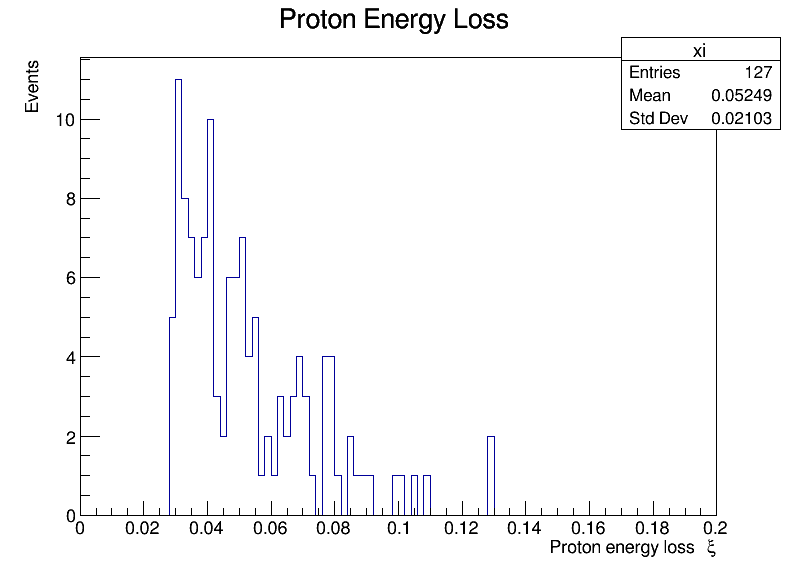 Proton Energy Loss
xi
Entries 127
Mean 0.05249
Std Dev 0.02103
Events
10
8
6
4
2
0
0 0.02 0.04 0.06 0.08 0.1 0.12 0.14 0.16 0.18 0.2
Proton energy loss ξ